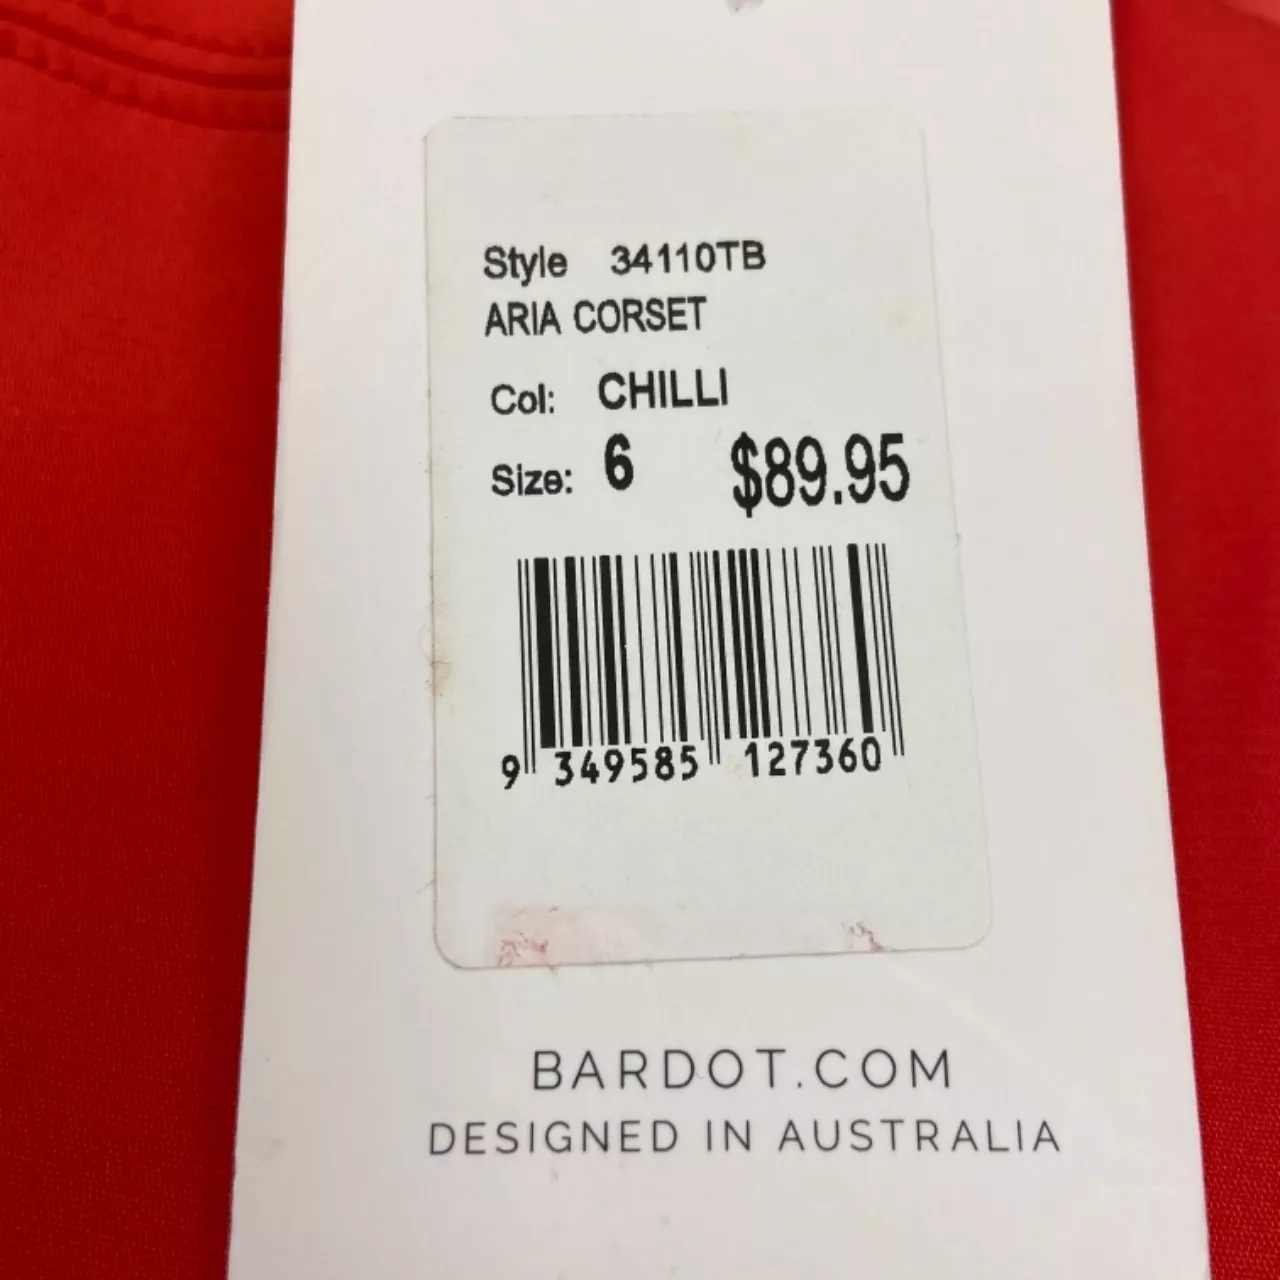 Style 34110TB
ARIA CORSET
Col: CHILLI
Size: 6 $89.95
9 349585 127360
BARDOT.COM
DESIGNED IN AUSTRALIA